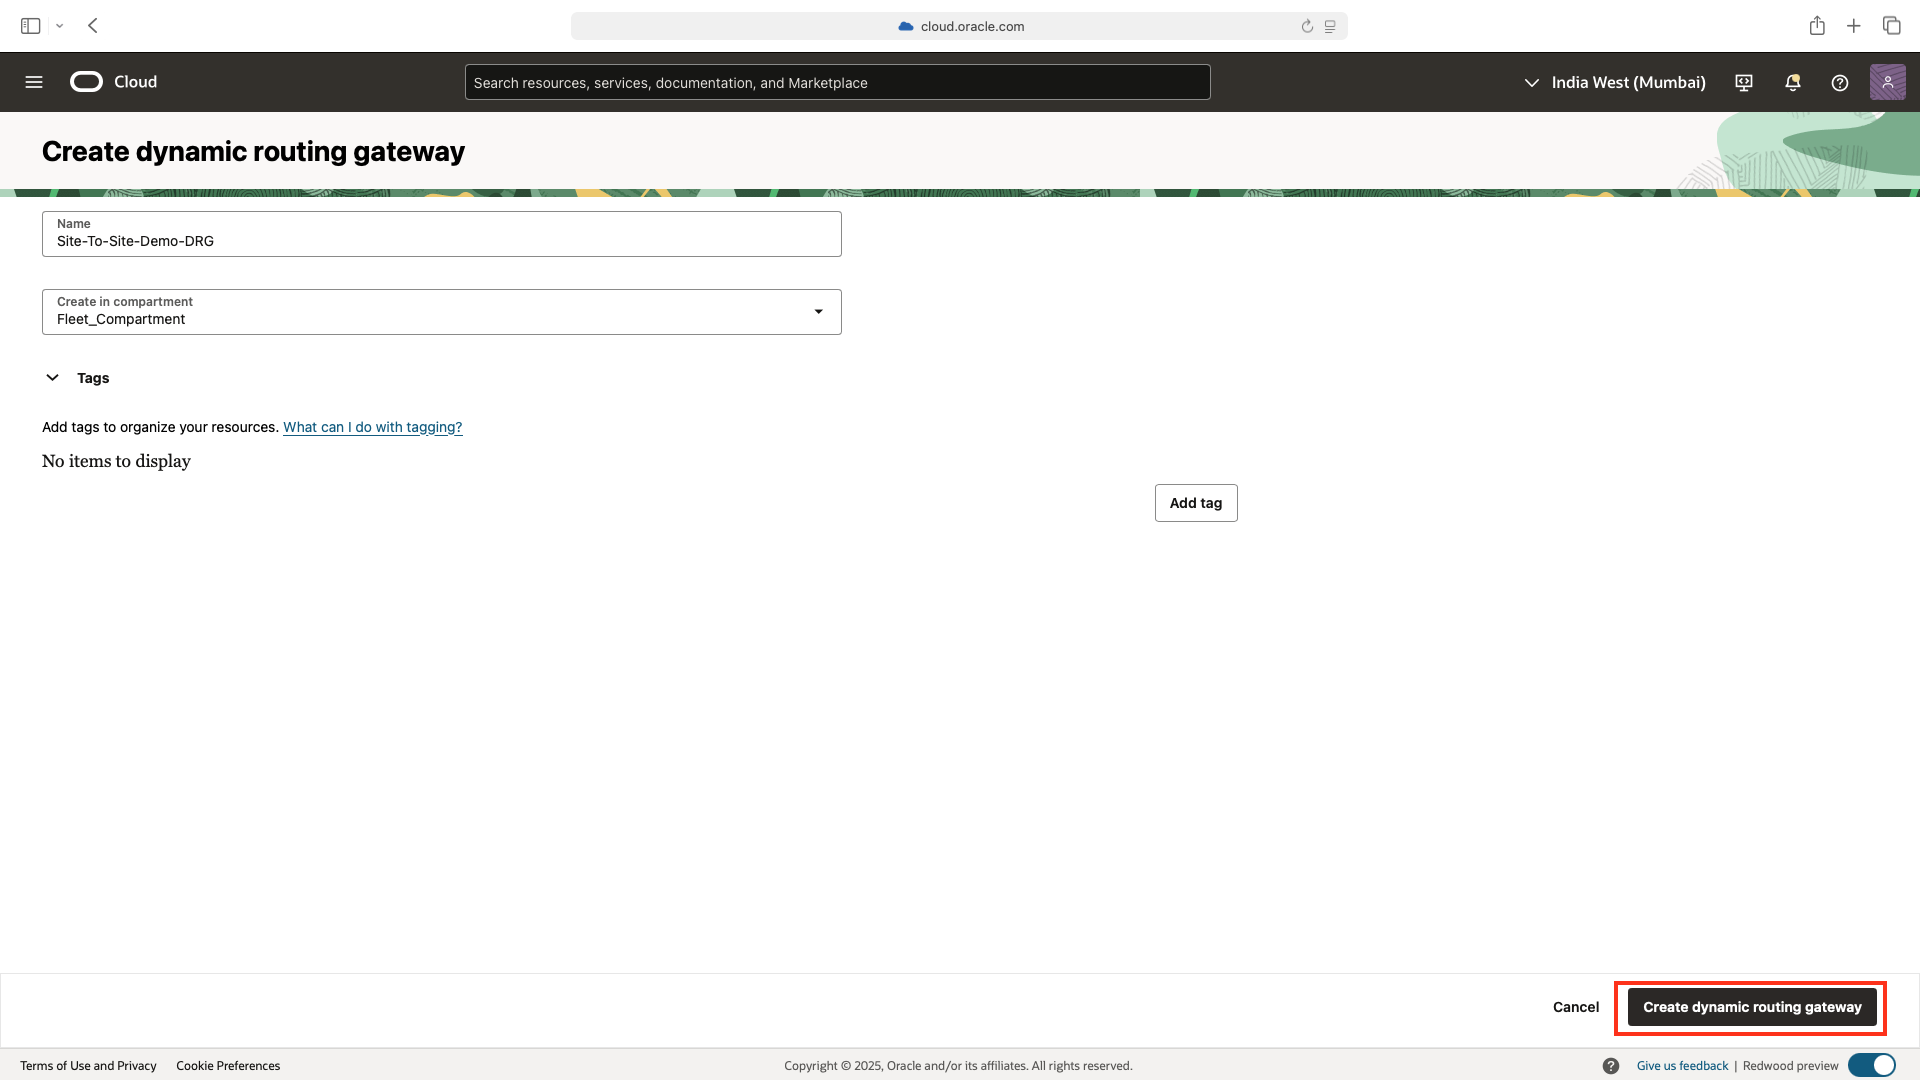 cloud.oracle.com
Cloud
Search resources, services, documentation, and Marketplace
India West (Mumbai)
Create dynamic routing gateway
Name
Site-To-Site-Demo-DRG
Create in compartment
Fleet_Compartment
Tags
Add tags to organize your resources. What can I do with tagging?
No items to display
Add tag
Cancel
Create dynamic routing gateway
Terms of Use and Privacy
Cookie Preferences
Copyright © 2025, Oracle and/or its affiliates. All rights reserved.
Give us feedback | Redwood preview